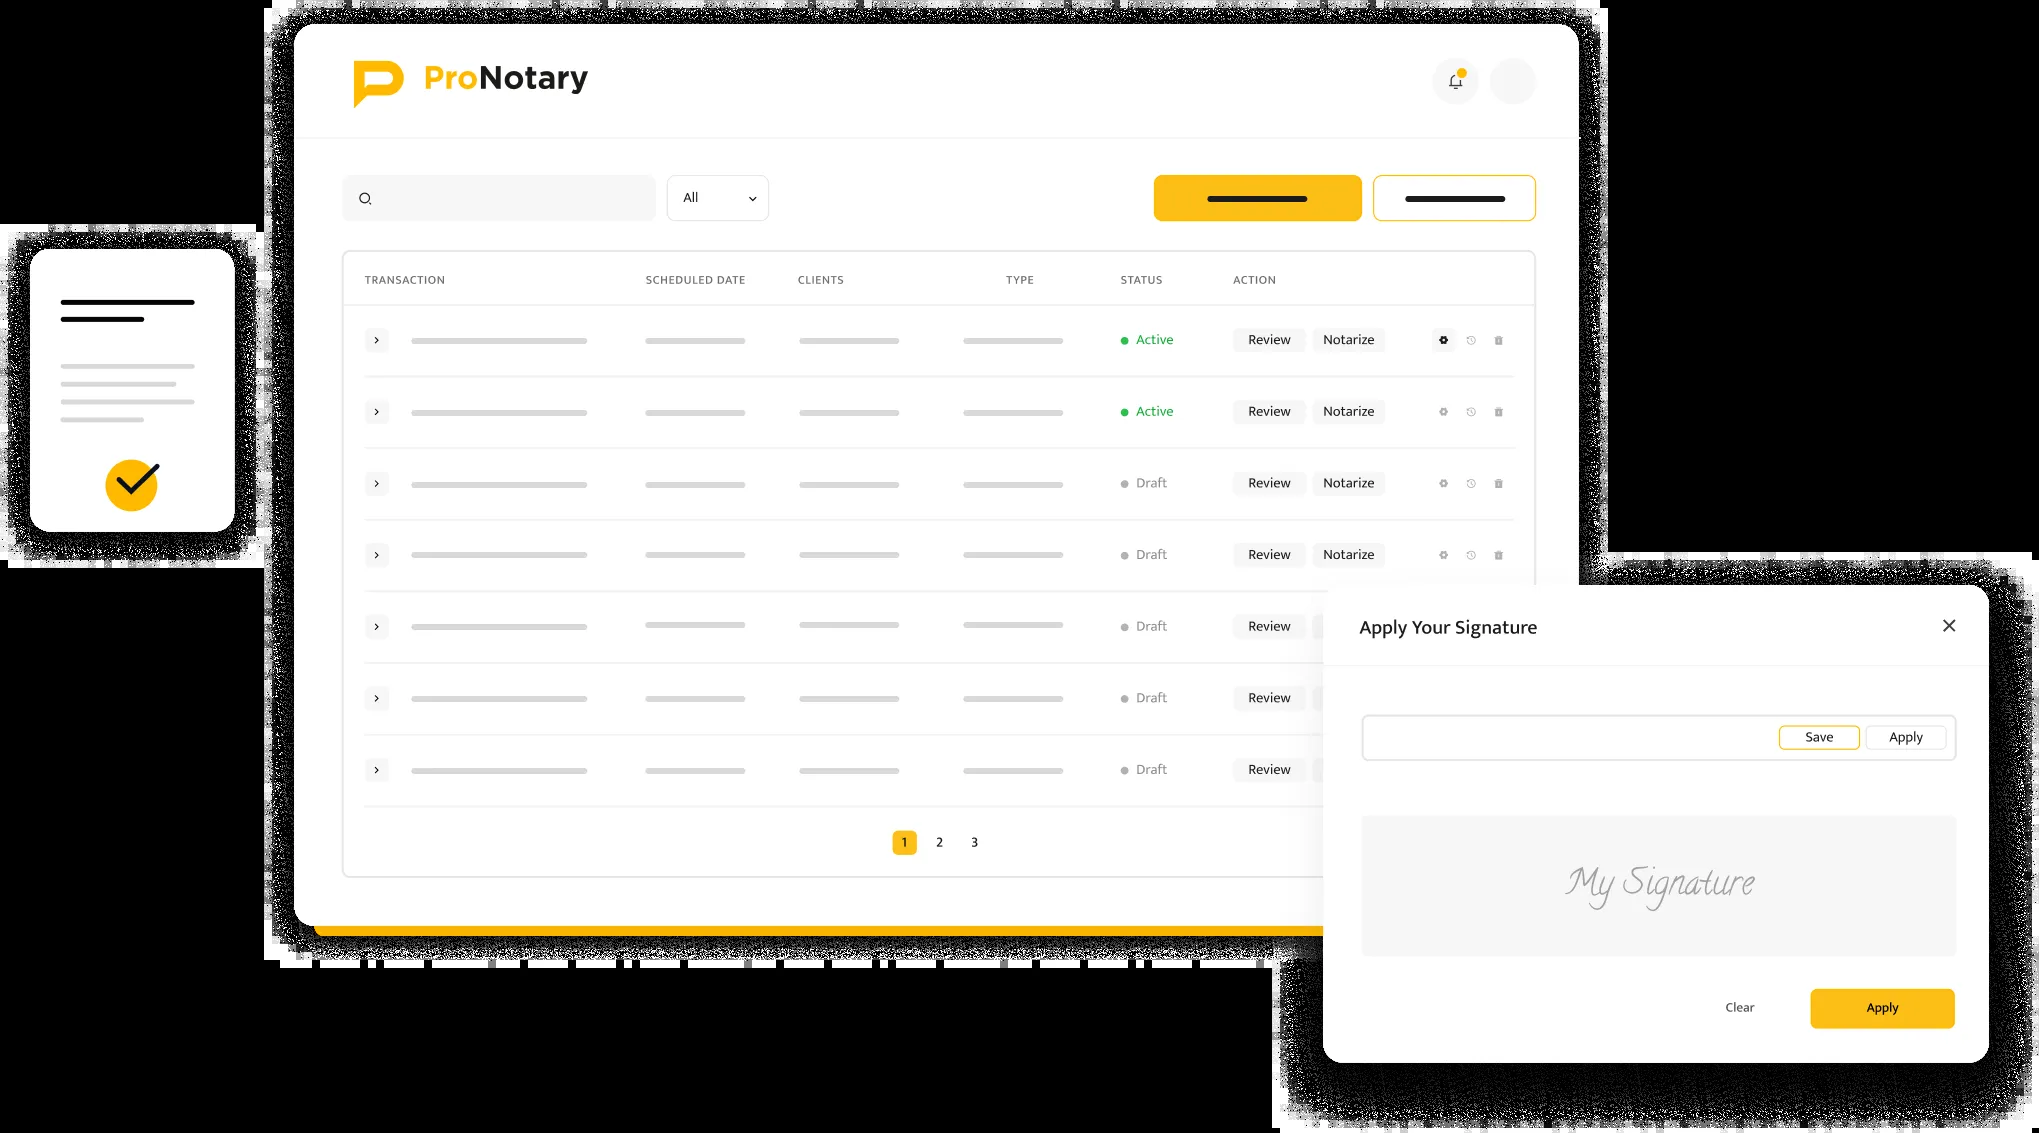 ProNotary
All
TRANSACTION SCHEDULED DATE CLIENTS TYPE STATUS ACTION
Active Review Notarize
Active Review Notarize
Draft Review Notarize
Draft Review Notarize
Draft Review
Draft Review
Draft Review
1 2 3
Apply Your Signature
Save Apply
My Signature
Clear Apply